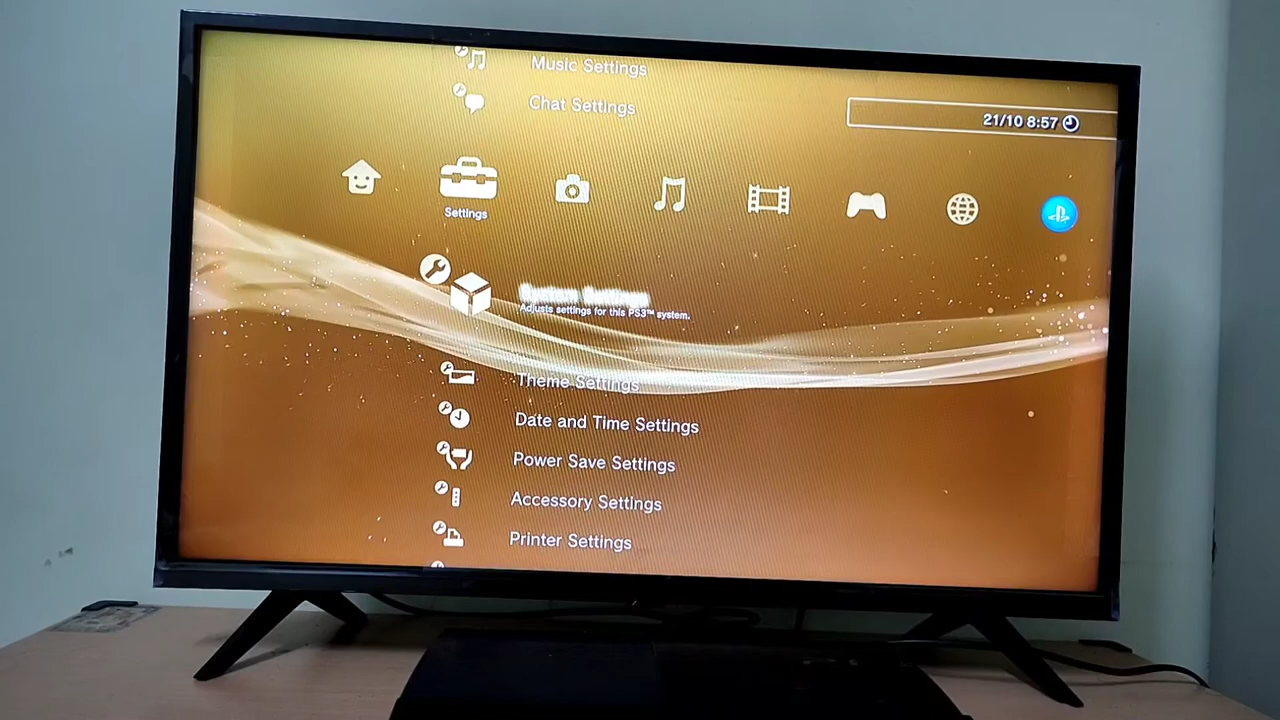 Music Settings
Chat Settings
21/10 8:57
Settings
System Settings
Adjusts settings for this PS3™ system.
Theme Settings
Date and Time Settings
Power Save Settings
Accessory Settings
Printer Settings